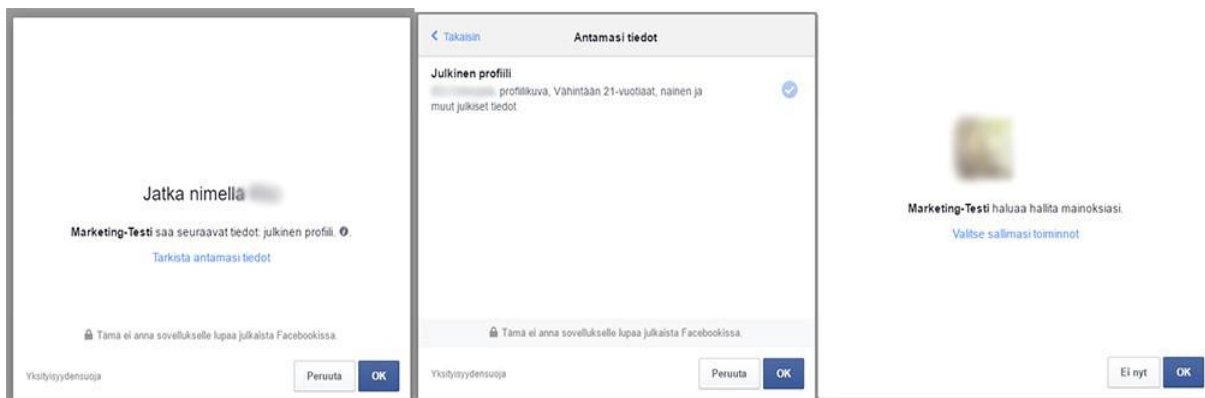 Jatka nimellä
Marketing-Testi saa seuraavat tiedot: julkinen profiili.
Tarkista antamasi tiedot
Tämä ei anna sovellukselle lupaa julkaista Facebookissa.
Yksityisyydensuoja
Peruuta
OK
Takaisin
Antamasi tiedot
Julkinen profiili
profiilikuva, Vähintään 21-vuotiaat, nainen ja
muut julkiset tiedot
Tämä ei anna sovellukselle lupaa julkaista Facebookissa.
Yksityisyydensuoja
Peruuta
OK
Marketing-Testi haluaa hallita mainoksiasi.
Valitse sallimasi toiminnot
Ei nyt
OK